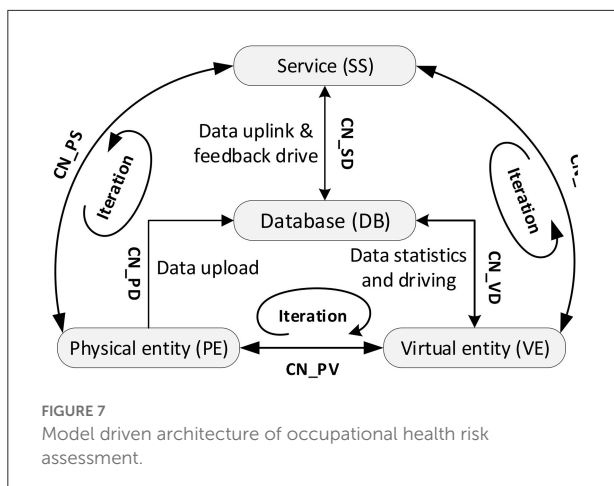 Service (SS)
CN_PS
Iteration
Data uplink &
feedback drive
CN_SD
Iteration
Database (DB)
CN_PD
Data upload
Data statistics
and driving
CN_VD
Iteration
Physical entity (PE)
CN_PV
Virtual entity (VE)
FIGURE 7
Model driven architecture of occupational health risk
assessment.